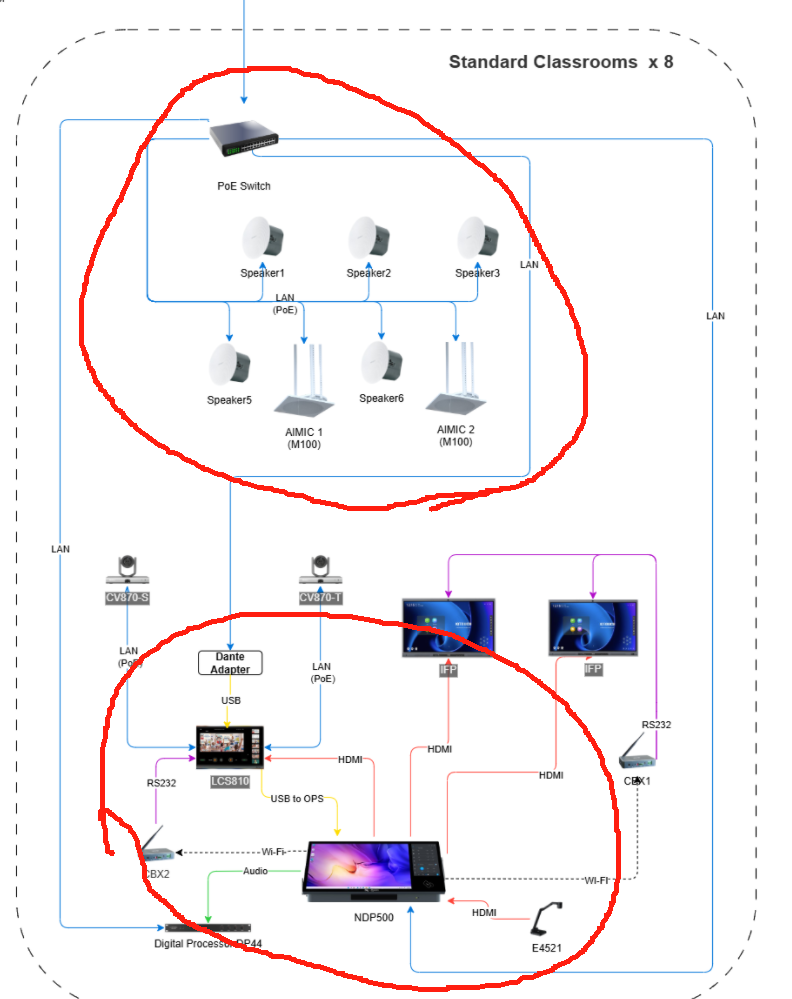 Standard Classrooms x 8
PoE Switch
Speaker1
Speaker2
Speaker3
LAN
LAN
(PoE)
LAN
Speaker5
Speaker6
AIMIC 1
(M100)
AIMIC 2
(M100)
LAN
CV870-S
CV870-T
LAN
(PoE)
Dante
Adapter
LAN
(PoE)
IFP
IFP
USB
RS232
HDMI
HDMI
HDMI
LCS810
RS232
CBX1
USB to OPS
Wi-Fi
CBX2
Audio
WI-FI
HDMI
NDP500
Digital Processor DP44
E4521